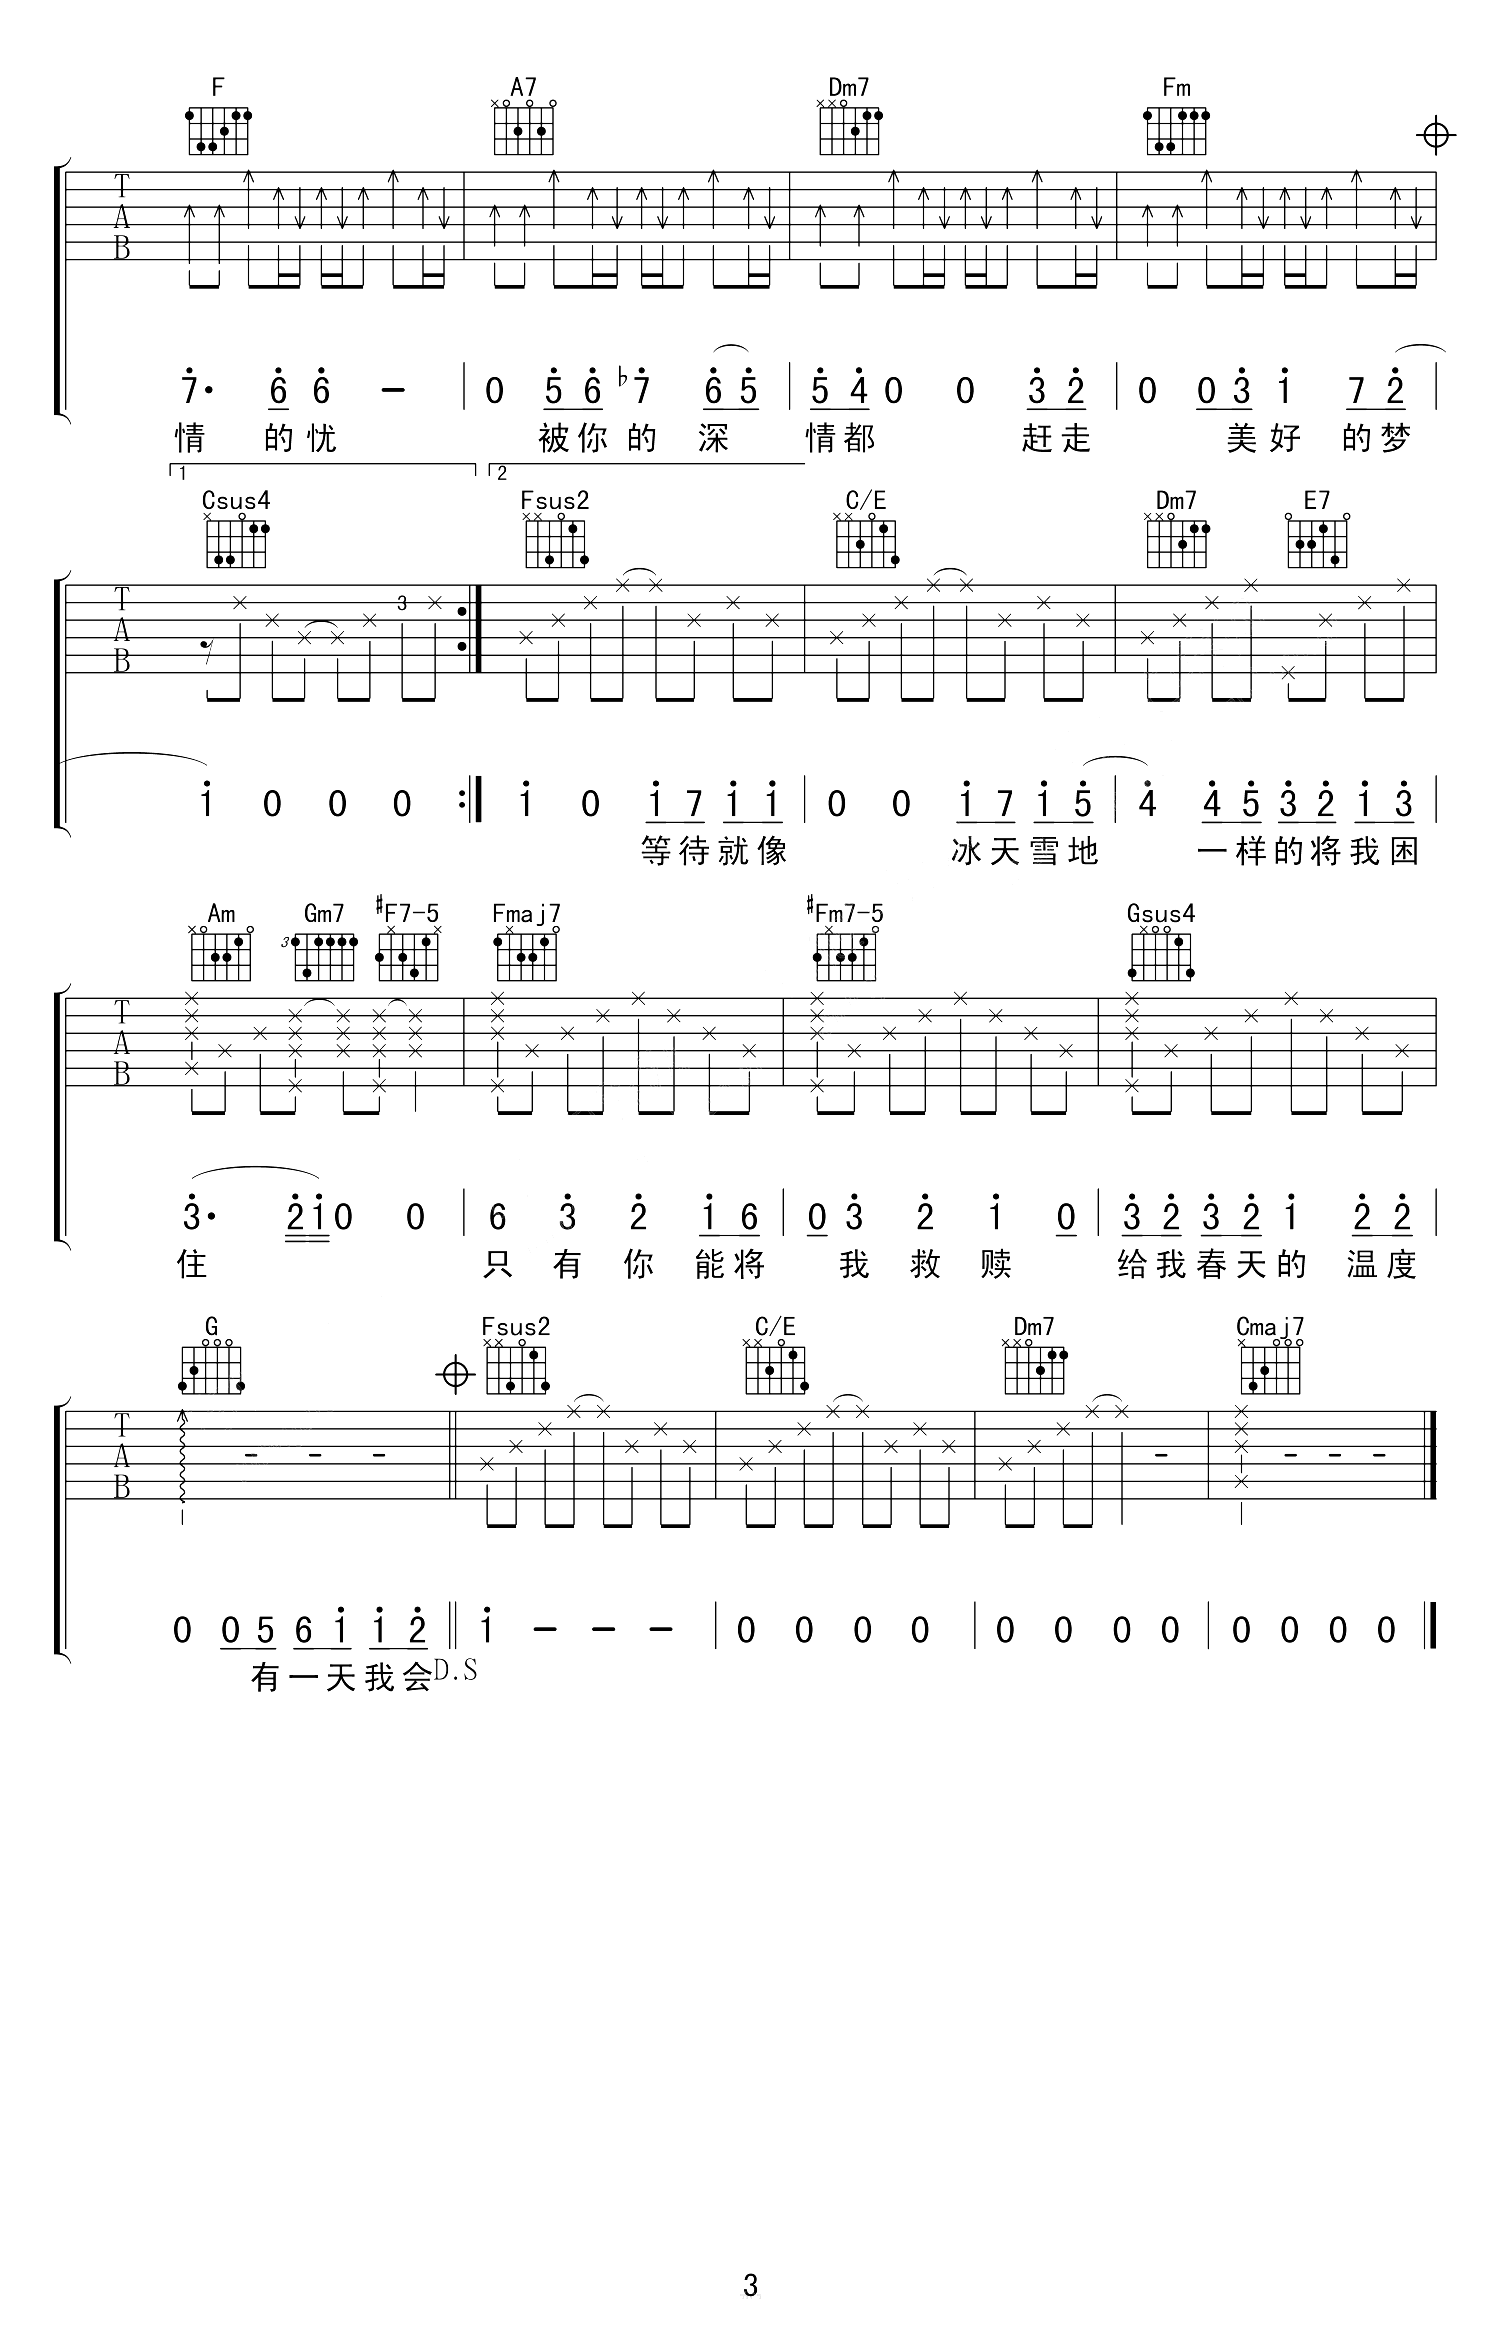 F A7 Dm7 Fm
T
A
B
7· 6 6 - 0 5 6 ♭7 6 5 5 4 0 0 3 2 0 0 3 1 7 2
情 的忧 被你的 深 情都 赶走 美好 的梦
1 2
Csus4 Fsus2 C/E Dm7 E7
T
A
B
3
1 0 0 0 1 0 1 7 1 1 0 0 1 7 1 5 4 4 5 3 2 1 3
等待就像 冰天雪地 一样的将我困
Am Gm7 #F7-5 Fmaj7 #Fm7-5 Gsus4
3
T
A
B
3· 2 1 0 0 6 3 2 1 6 0 3 2 1 0 3 2 3 2 1 2 2
住 只 有 你 能将 我 救 赎 给我春天的 温度
G Fsus2 C/E Dm7 Cmaj7
T
A
B
- - - - - - -
0 0 5 6 1 1 2 1 - - - 0 0 0 0 0 0 0 0 0 0 0 0
有一天我会D.S
3